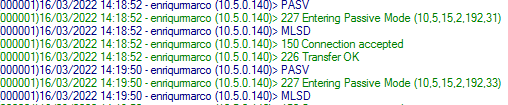 000001)16/03/2022 14:18:52 - enriqumarco (10.5.0.140)> PASV
000001)16/03/2022 14:18:52 - enriqumarco (10.5.0.140)> 227 Entering Passive Mode (10,5,15,2,192,31)
000001)16/03/2022 14:18:52 - enriqumarco (10.5.0.140)> MLSD
000001)16/03/2022 14:18:52 - enriqumarco (10.5.0.140)> 150 Connection accepted
000001)16/03/2022 14:18:52 - enriqumarco (10.5.0.140)> 226 Transfer OK
000001)16/03/2022 14:19:50 - enriqumarco (10.5.0.140)> PASV
000001)16/03/2022 14:19:50 - enriqumarco (10.5.0.140)> 227 Entering Passive Mode (10,5,15,2,192,33)
000001)16/03/2022 14:19:50 - enriqumarco (10.5.0.140)> MLSD